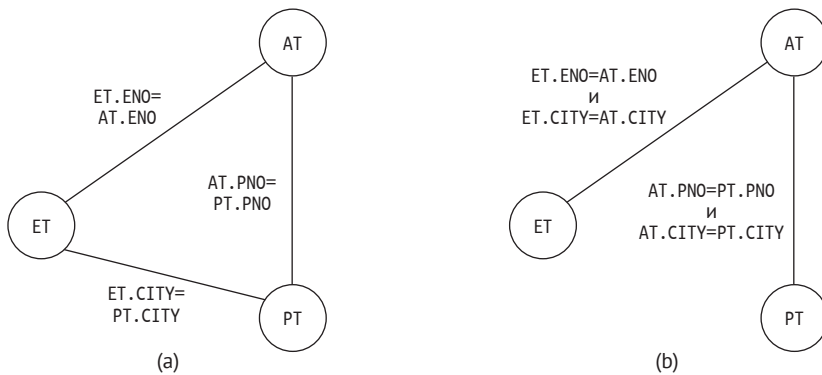 AT
ET.ENO=
AT.ENO
AT.PNO=
PT.PNO
ET
ET.CITY=
PT.CITY
PT
(a)
AT
ET.ENO=AT.ENO
и
ET.CITY=AT.CITY
AT.PNO=PT.PNO
и
AT.CITY=PT.CITY
ET
PT
(b)